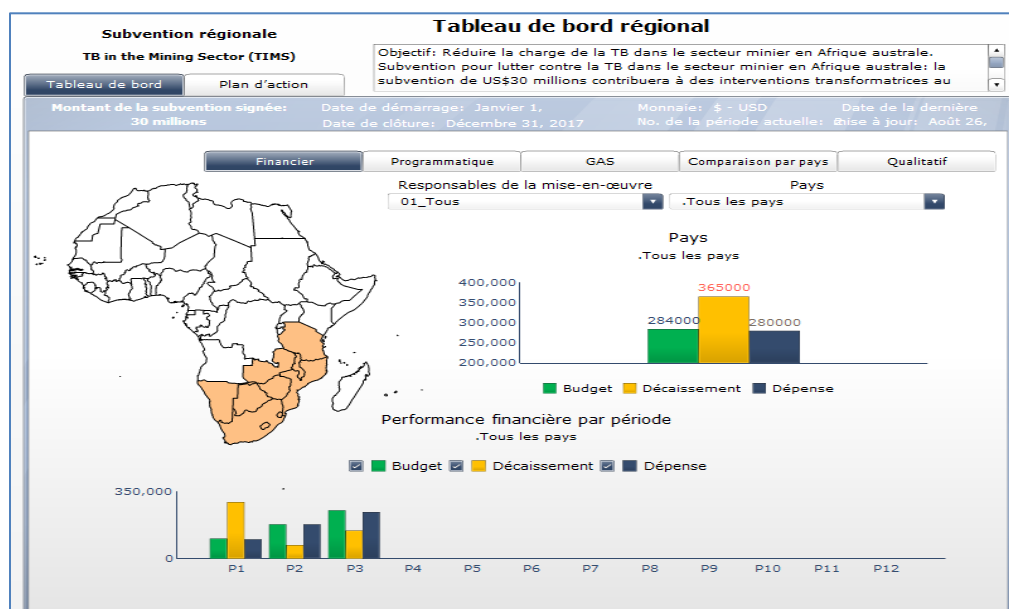 Tableau de bord régional
Subvention régionale
TB in the Mining Sector (TIMS)
Objectif: Réduire la charge de la TB dans le secteur minier en Afrique australe.
Subvention pour lutter contre la TB dans le secteur minier en Afrique australe: la
subvention de US$30 millions contribuera à des interventions transformatrices au
Tableau de bord
Plan d'action
Montant de la subvention signée:
30 millions
Date de démarrage: Janvier 1,
Date de clôture: Décembre 31, 2017
Monnaie: $ - USD
No. de la période actuelle:
Date de la dernière
mise à jour: Août 26,
Financier
Programmatique
GAS
Comparaison par pays
Qualitatif
Responsables de la mise-en-œuvre
Pays
01_Tous
.Tous les pays
Pays
.Tous les pays
400,000
350,000
300,000
250,000
200,000
284000
365000
280000
Budget
Décaissement
Dépense
Performance financière par période
.Tous les pays
Budget
Décaissement
Dépense
350,000
0
P1 P2 P3 P4 P5 P6 P7 P8 P9 P10 P11 P12